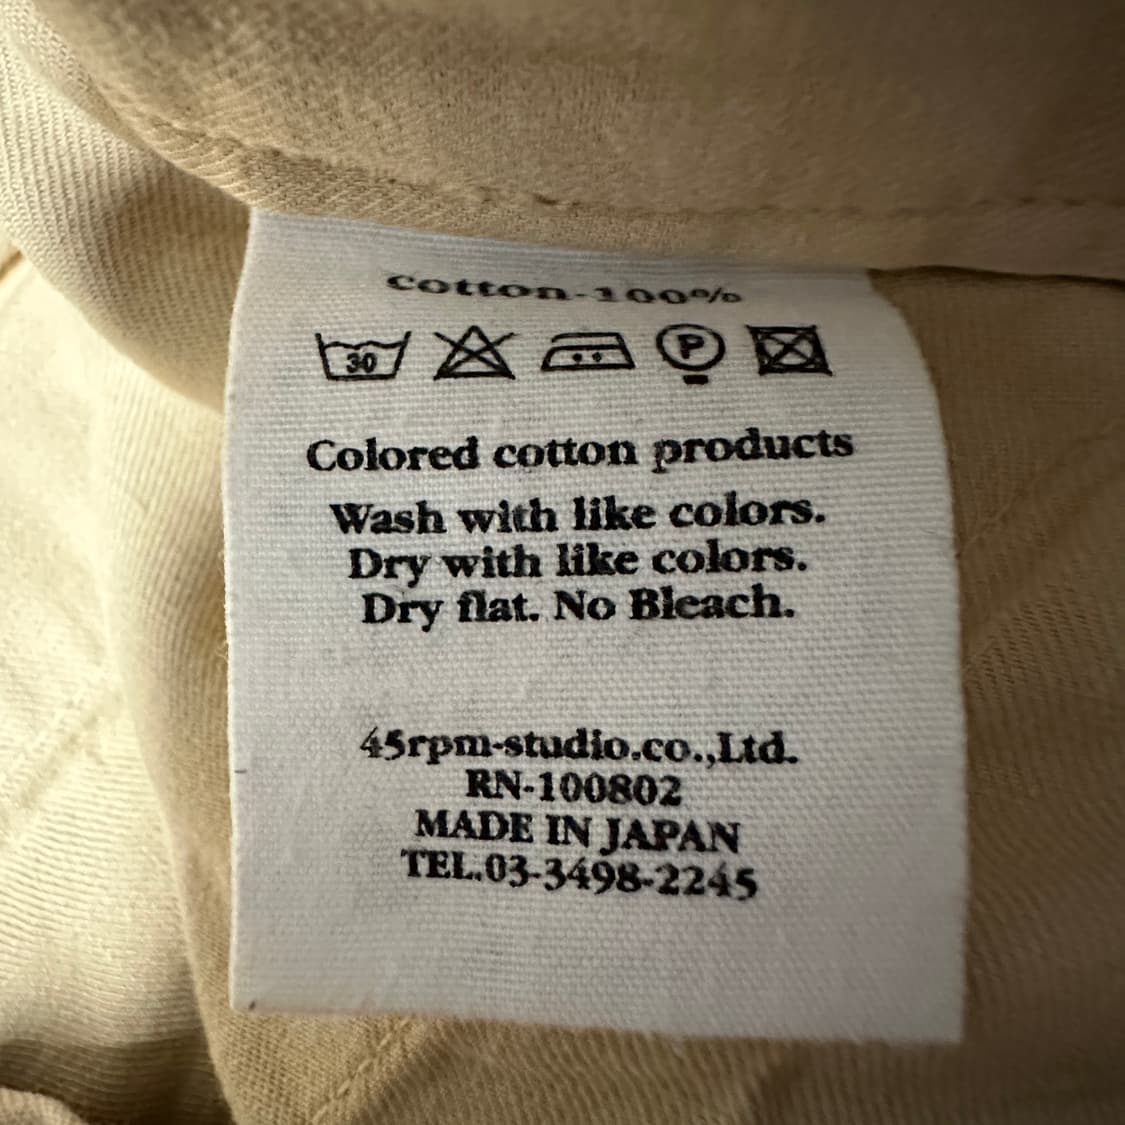 cotton-100%
30 P
Colored cotton products
Wash with like colors.
Dry with like colors.
Dry flat. No Bleach.
45rpm-studio.co.,Ltd.
RN-100802
MADE IN JAPAN
TEL.03-3498-2245